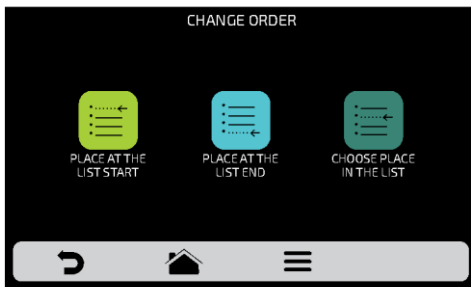 CHANGE ORDER
PLACE AT THE
LIST START
PLACE AT THE
LIST END
CHOOSE PLACE
IN THE LIST